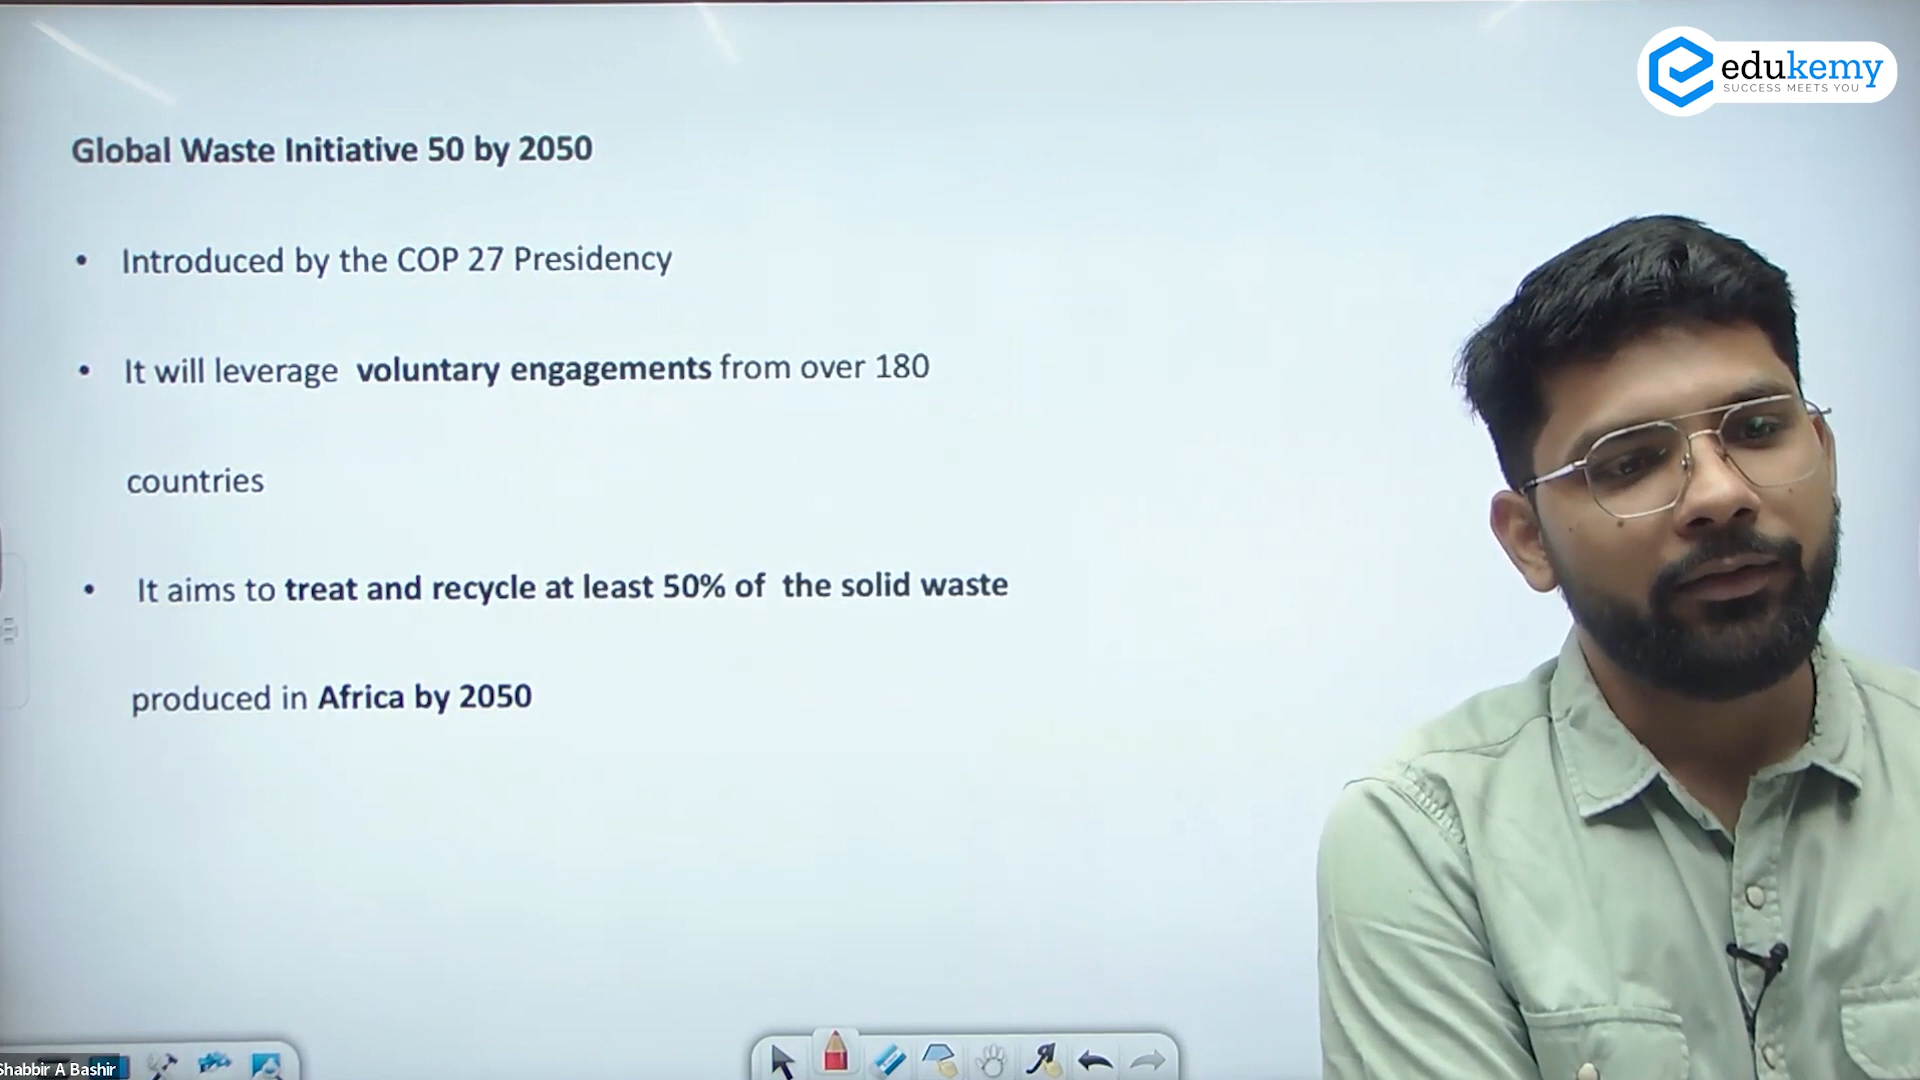 edukemy
SUCCESS MEETS YOU
Global Waste Initiative 50 by 2050
• Introduced by the COP 27 Presidency
• It will leverage voluntary engagements from over 180
countries
• It aims to treat and recycle at least 50% of the solid waste
produced in Africa by 2050
Shabbir A Bashir